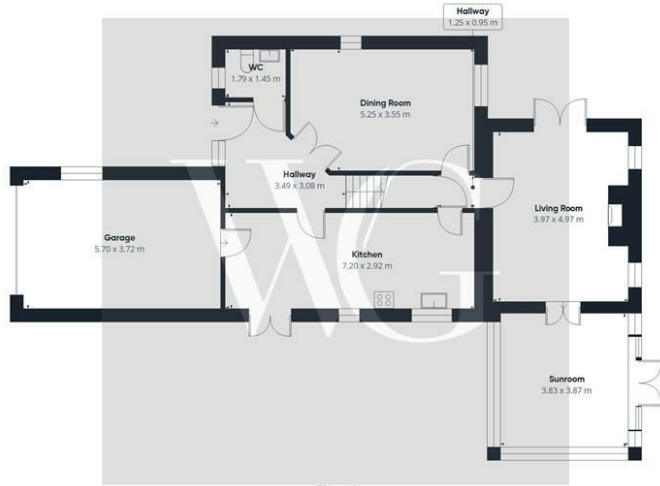 Hallway
1.25 x 0.95 m
WC
1.79 x 1.45 m
Dining Room
5.25 x 3.55 m
Hallway
3.49 x 3.08 m
Living Room
3.97 x 4.97 m
Garage
5.70 x 3.72 m
Kitchen
7.20 x 2.92 m
Sunroom
3.83 x 3.87 m
WG